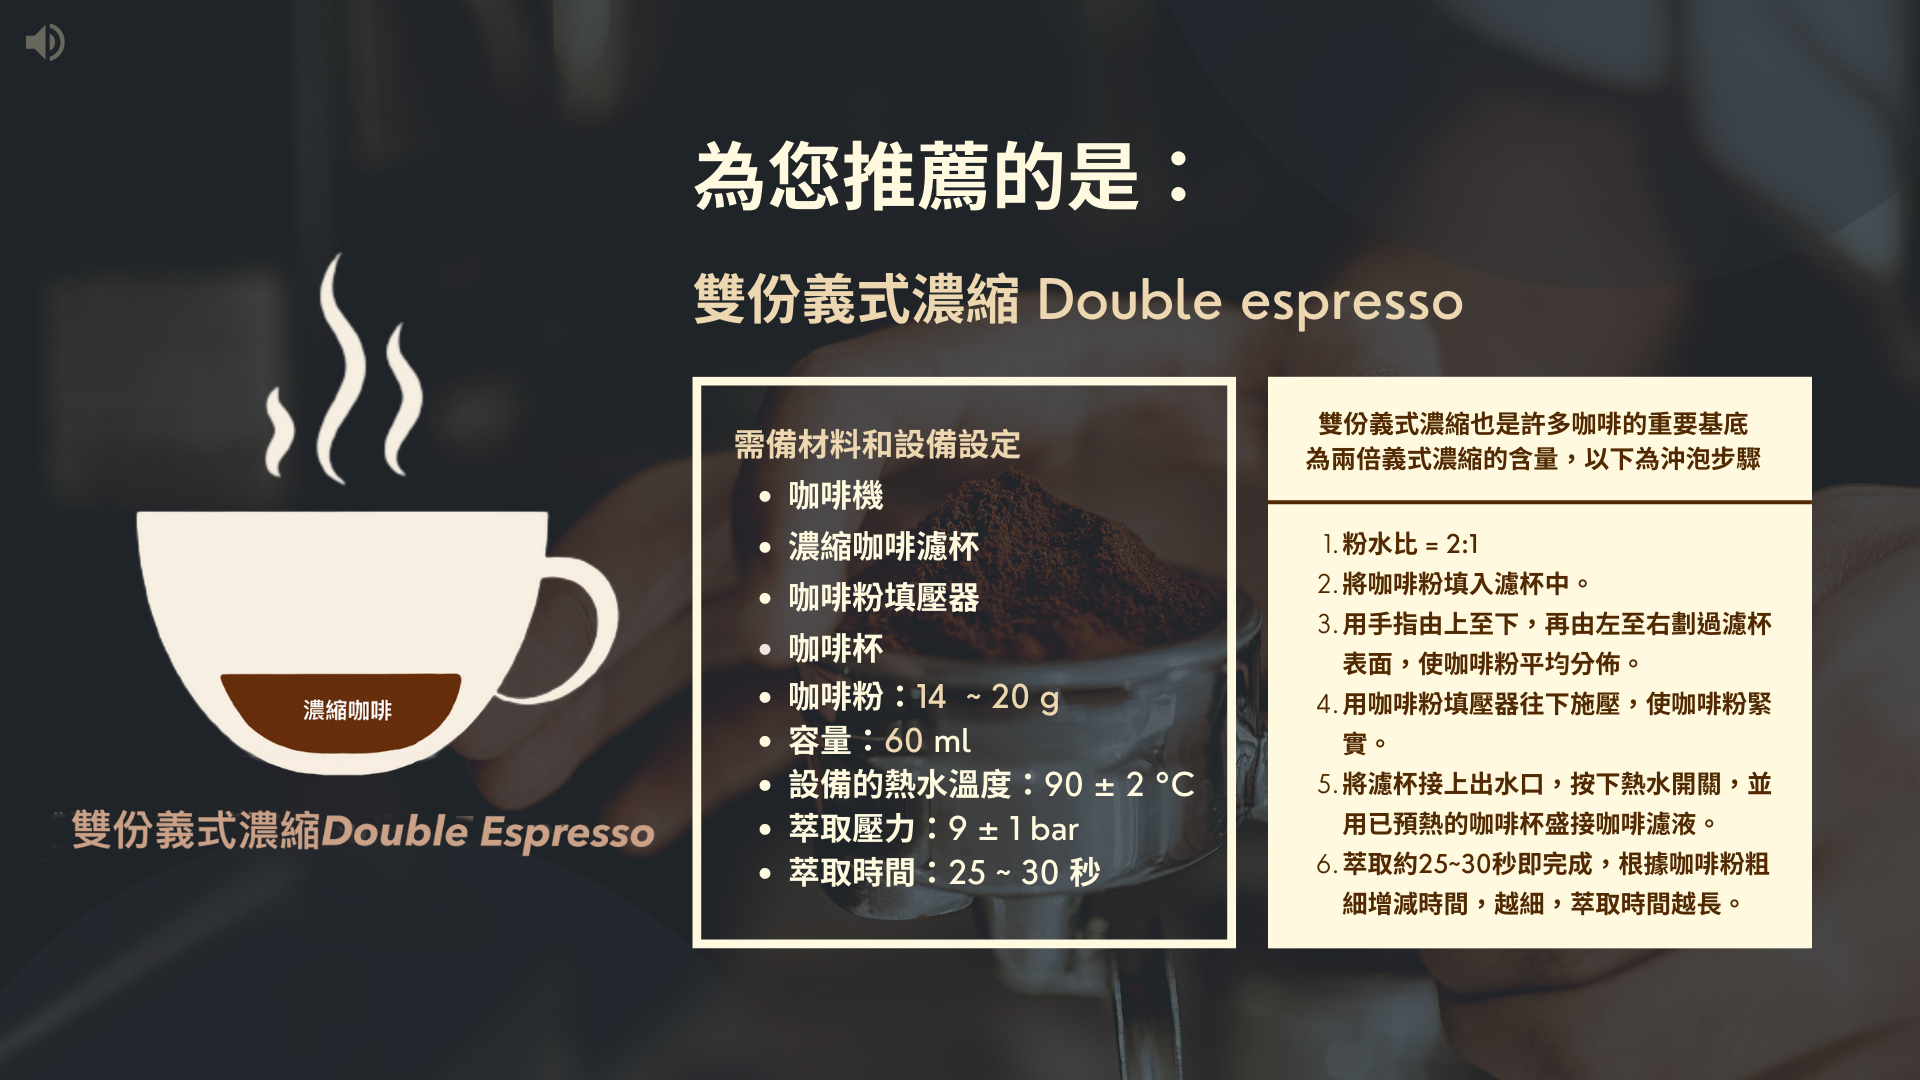 為您推薦的是：
雙份義式濃縮 Double espresso
濃縮咖啡
雙份義式濃縮Double Espresso
需備材料和設備設定
• 咖啡機
• 濃縮咖啡濾杯
• 咖啡粉填壓器
• 咖啡杯
• 咖啡粉：14 ~ 20 g
• 容量：60 ml
• 設備的熱水溫度：90 ± 2 °C
• 萃取壓力：9 ± 1 bar
• 萃取時間：25 ~ 30 秒
雙份義式濃縮也是許多咖啡的重要基底
為兩倍義式濃縮的含量，以下為沖泡步驟
1. 粉水比 = 2:1
2. 將咖啡粉填入濾杯中。
3. 用手指由上至下，再由左至右劃過濾杯
表面，使咖啡粉平均分佈。
4. 用咖啡粉填壓器往下施壓，使咖啡粉緊
實。
5. 將濾杯接上出水口，按下熱水開關，並
用已預熱的咖啡杯盛接咖啡濾液。
6. 萃取約25~30秒即完成，根據咖啡粉粗
細增減時間，越細，萃取時間越長。